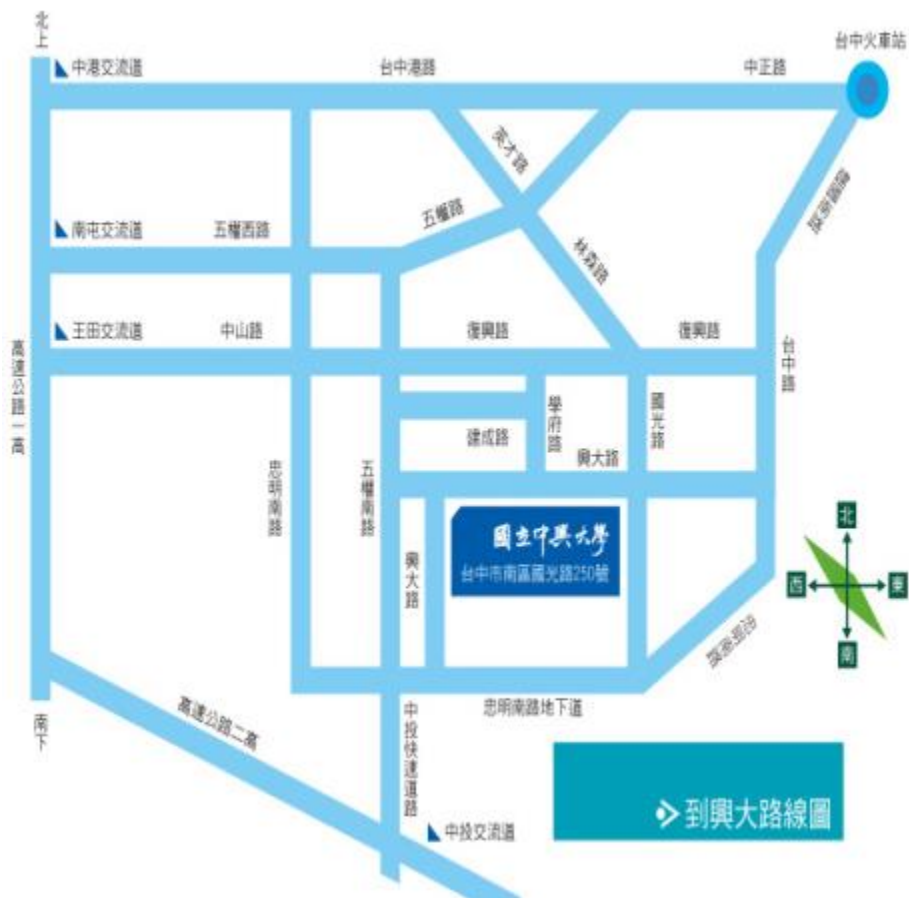 北上
台中火車站
中港交流道
台中港路
中正路
英才路
五權路
南屯交流道
五權西路
林森路
王田交流道
中山路
復興路
復興路
台中路
高速公路一高
學府路
國光路
建成路
興大路
忠明南路
五權南路
國立中興大學
台中市南區國光路250號
興大路
北
西
東
南
忠明南路
忠明南路地下道
南下
高速公路二高
中投快速道路
中投交流道
到興大路線圖